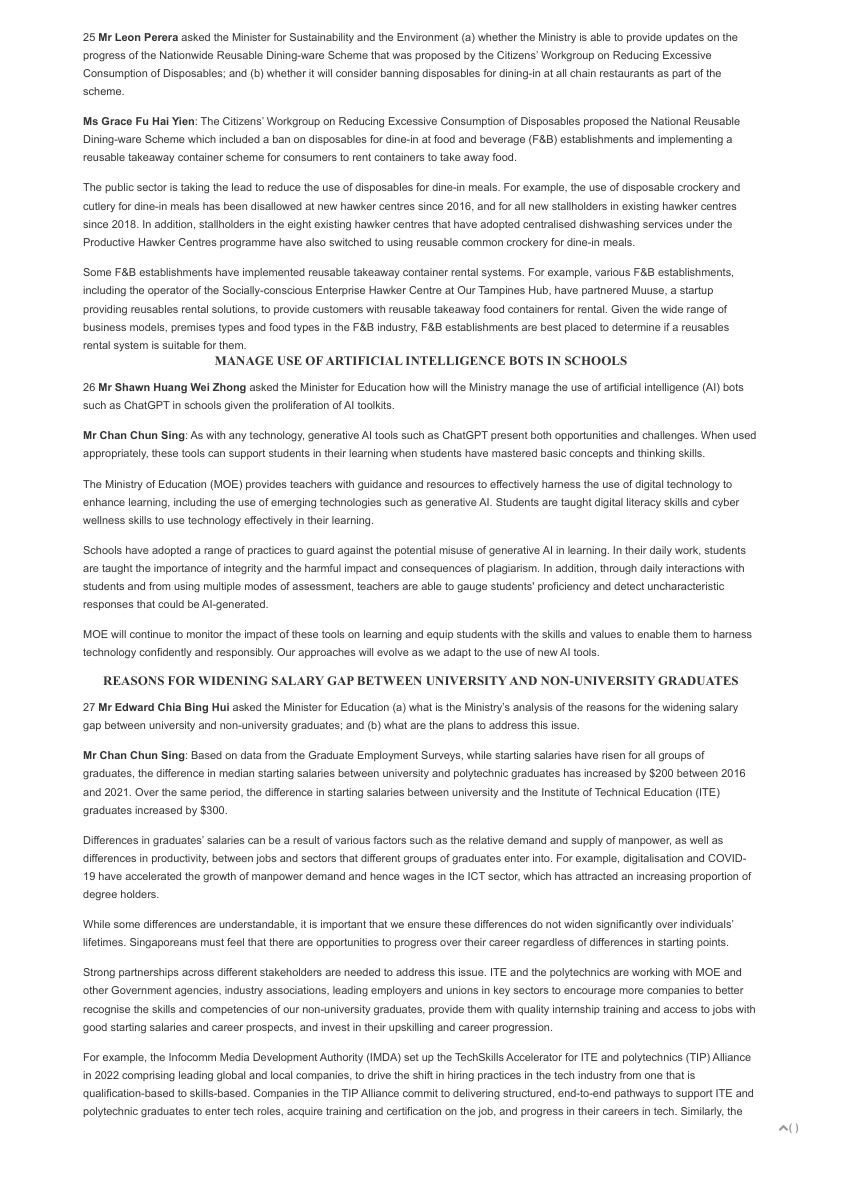 25 Mr Leon Perera asked the Minister for Sustainability and the Environment (a) whether the Ministry is able to provide updates on the
progress of the Nationwide Reusable Dining-ware Scheme that was proposed by the Citizens' Workgroup on Reducing Excessive
Consumption of Disposables; and (b) whether it will consider banning disposables for dining-in at all chain restaurants as part of the
scheme.
Ms Grace Fu Hai Yien: The Citizens' Workgroup on Reducing Excessive Consumption of Disposables proposed the National Reusable
Dining-ware Scheme which included a ban on disposables for dine-in at food and beverage (F&B) establishments and implementing a
reusable takeaway container scheme for consumers to rent containers to take away food.
The public sector is taking the lead to reduce the use of disposables for dine-in meals. For example, the use of disposable crockery and
cutlery for dine-in meals has been disallowed at new hawker centres since 2016, and for all new stallholders in existing hawker centres
since 2018. In addition, stallholders in the eight existing hawker centres that have adopted centralised dishwashing services under the
Productive Hawker Centres programme have also switched to using reusable common crockery for dine-in meals.
Some F&B establishments have implemented reusable takeaway container rental systems. For example, various F&B establishments,
including the operator of the Socially-conscious Enterprise Hawker Centre at Our Tampines Hub, have partnered Muuse, a startup
providing reusables rental solutions, to provide customers with reusable takeaway food containers for rental. Given the wide range of
business models, premises types and food types in the F&B industry, F&B establishments are best placed to determine if a reusables
rental system is suitable for them.
MANAGE USE OF ARTIFICIAL INTELLIGENCE BOTS IN SCHOOLS
26 Mr Shawn Huang Wei Zhong asked the Minister for Education how will the Ministry manage the use of artificial intelligence (AI) bots
such as ChatGPT in schools given the proliferation of AI toolkits.
Mr Chan Chun Sing: As with any technology, generative AI tools such as ChatGPT present both opportunities and challenges. When used
appropriately, these tools can support students in their learning when students have mastered basic concepts and thinking skills.
The Ministry of Education (MOE) provides teachers with guidance and resources to effectively harness the use of digital technology to
enhance learning, including the use of emerging technologies such as generative AI. Students are taught digital literacy skills and cyber
wellness skills to use technology effectively in their learning.
Schools have adopted a range of practices to guard against the potential misuse of generative AI in learning. In their daily work, students
are taught the importance of integrity and the harmful impact and consequences of plagiarism. In addition, through daily interactions with
students and from using multiple modes of assessment, teachers are able to gauge students' proficiency and detect uncharacteristic
responses that could be AI-generated.
MOE will continue to monitor the impact of these tools on learning and equip students with the skills and values to enable them to harness
technology confidently and responsibly. Our approaches will evolve as we adapt to the use of new AI tools.
REASONS FOR WIDENING SALARY GAP BETWEEN UNIVERSITY AND NON-UNIVERSITY GRADUATES
27 Mr Edward Chia Bing Hui asked the Minister for Education (a) what is the Ministry's analysis of the reasons for the widening salary
gap between university and non-university graduates; and (b) what are the plans to address this issue.
Mr Chan Chun Sing: Based on data from the Graduate Employment Surveys, while starting salaries have risen for all groups of
graduates, the difference in median starting salaries between university and polytechnic graduates has increased by $200 between 2016
and 2021. Over the same period, the difference in starting salaries between university and the Institute of Technical Education (ITE)
graduates increased by $300.
Differences in graduates' salaries can be a result of various factors such as the relative demand and supply of manpower, as well as
differences in productivity, between jobs and sectors that different groups of graduates enter into. For example, digitalisation and COVID-
19 have accelerated the growth of manpower demand and hence wages in the ICT sector, which has attracted an increasing proportion of
degree holders.
While some differences are understandable, it is important that we ensure these differences do not widen significantly over individuals'
lifetimes. Singaporeans must feel that there are opportunities to progress over their career regardless of differences in starting points.
Strong partnerships across different stakeholders are needed to address this issue. ITE and the polytechnics are working with MOE and
other Government agencies, industry associations, leading employers and unions in key sectors to encourage more companies to better
recognise the skills and competencies of our non-university graduates, provide them with quality internship training and access to jobs with
good starting salaries and career prospects, and invest in their upskilling and career progression.
For example, the Infocomm Media Development Authority (IMDA) set up the TechSkills Accelerator for ITE and polytechnics (TIP) Alliance
in 2022 comprising leading global and local companies, to drive the shift in hiring practices in the tech industry from one that is
qualification-based to skills-based. Companies in the TIP Alliance commit to delivering structured, end-to-end pathways to support ITE and
polytechnic graduates to enter tech roles, acquire training and certification on the job, and progress in their careers in tech. Similarly, the
( )